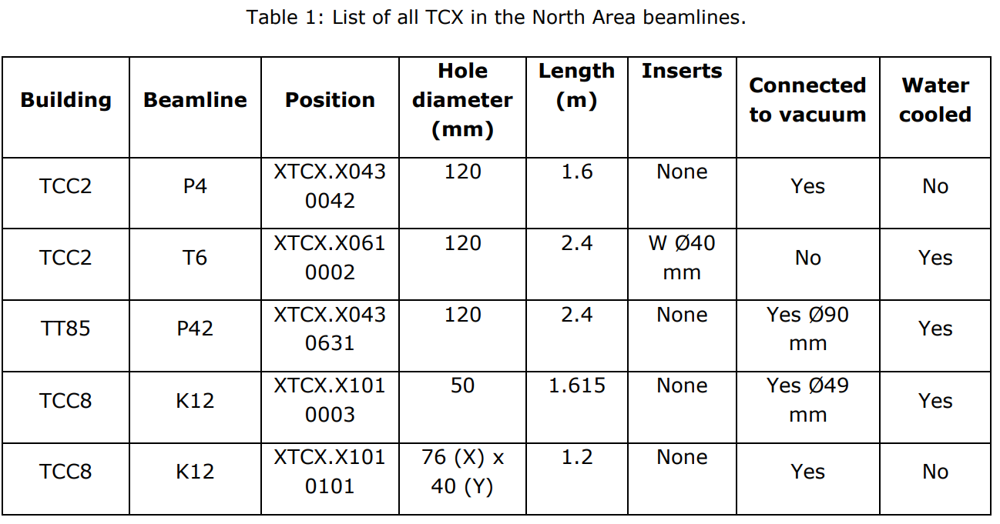 Table 1: List of all TCX in the North Area beamlines.
Building Beamline Position Hole diameter (mm) Length (m) Inserts Connected to vacuum Water cooled
TCC2 P4 XTCX.X043 0042 120 1.6 None Yes No
TCC2 T6 XTCX.X061 0002 120 2.4 W Ø40 mm No Yes
TT85 P42 XTCX.X043 0631 120 2.4 None Yes Ø90 mm Yes
TCC8 K12 XTCX.X101 0003 50 1.615 None Yes Ø49 mm Yes
TCC8 K12 XTCX.X101 0101 76 (X) x 40 (Y) 1.2 None Yes No